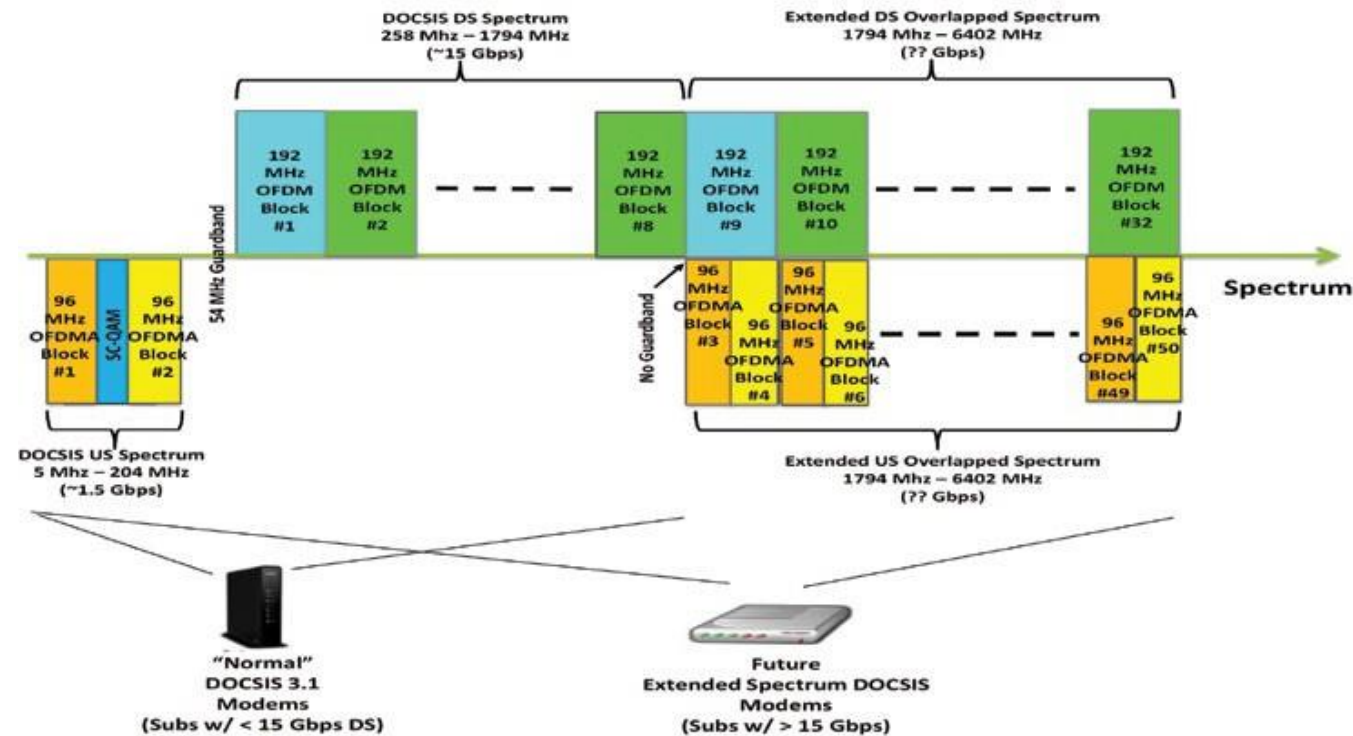 DOCSIS DS Spectrum
258 Mhz – 1794 MHz
(~15 Gbps)
Extended DS Overlapped Spectrum
1794 Mhz – 6402 MHz
(?? Gbps)
54 MHz Guardband
192
MHz
OFDM
Block
#1
192
MHz
OFDM
Block
#2
192
MHz
OFDM
Block
#8
192
MHz
OFDM
Block
#9
192
MHz
OFDM
Block
#10
192
MHz
OFDM
Block
#32
Spectrum
96
MHz
OFDMA
Block
#1
SC-QAM
96
MHz
OFDMA
Block
#2
No Guardband
96
MHz
OFDMA
Block
#3
96
MHz
OFDMA
Block
#4
96
MHz
OFDMA
Block
#5
96
MHz
OFDMA
Block
#6
96
MHz
OFDMA
Block
#49
96
MHz
OFDMA
Block
#50
DOCSIS US Spectrum
5 Mhz – 204 MHz
(~1.5 Gbps)
Extended US Overlapped Spectrum
1794 Mhz – 6402 MHz
(?? Gbps)
“Normal”
DOCSIS 3.1
Modems
(Subs w/ < 15 Gbps DS)
Future
Extended Spectrum DOCSIS
Modems
(Subs w/ > 15 Gbps)